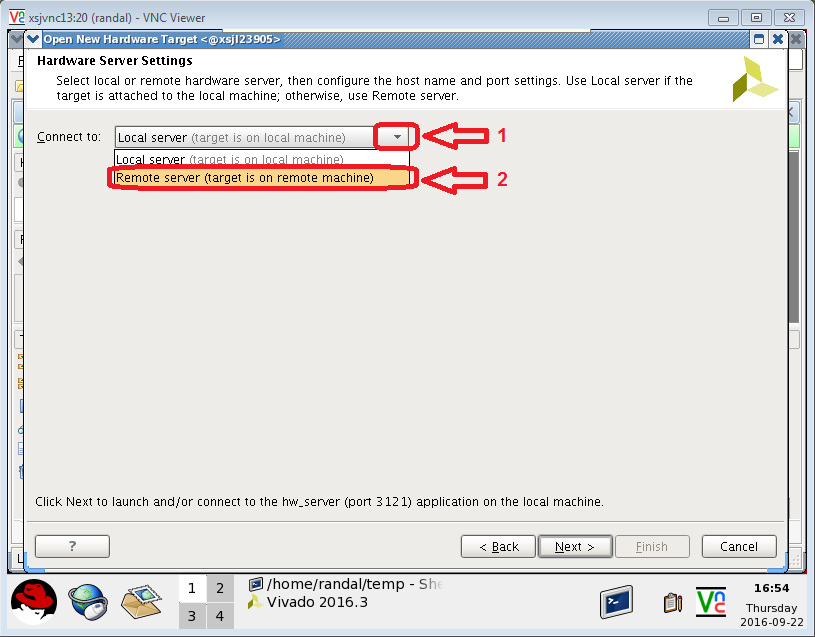 xsjvnc13:20 (randal) - VNC Viewer
Open New Hardware Target <@xsjl23905>
Hardware Server Settings
Select local or remote hardware server, then configure the host name and port settings. Use Local server if the
target is attached to the local machine; otherwise, use Remote server.
Connect to: Local server (target is on local machine) 1
Local server (target is on local machine)
Remote server (target is on remote machine) 2
Click Next to launch and/or connect to the hw_server (port 3121) application on the local machine.
? < Back Next > Finish Cancel
1 2 /home/randal/temp - She
Vivado 2016.3
3 4
16:54
Thursday
2016-09-22